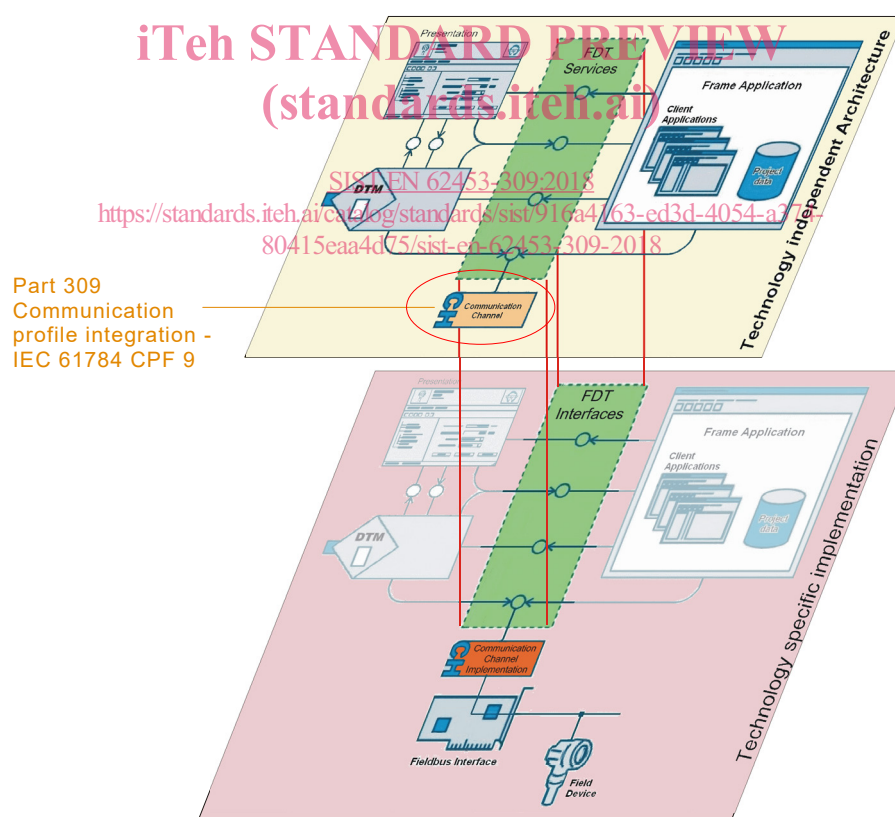 iTeh STANDARD PREVIEW
(standards.iteh.ai)
SIST EN 62453-309:2018
https://standards.iteh.ai/catalog/standards/sist/916a4163-ed3d-4054-a374-
80415eaa4d75/sist-en-62453-309-2018
Presentation
FDT
Services
Frame Application
Client
Applications
Project
data
DTM
Technology independent Architecture
CH
Communication
Channel
Part 309
Communication
profile integration -
IEC 61784 CPF 9
Presentation
FDT
Interfaces
Frame Application
Client
Applications
Project
data
DTM
Technology specific implementation
CH
Communication
Channel
Implementation
Fieldbus Interface
Field
Device